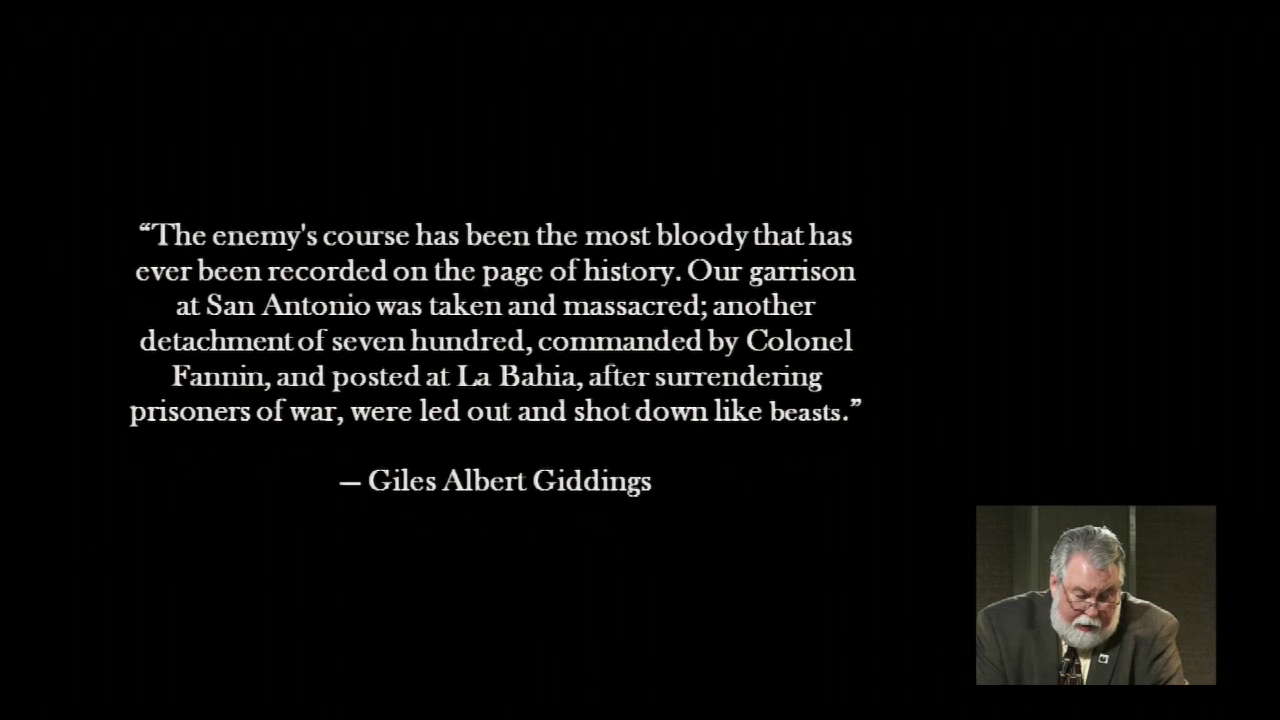 “The enemy's course has been the most bloody that has
ever been recorded on the page of history. Our garrison
at San Antonio was taken and massacred; another
detachment of seven hundred, commanded by Colonel
Fannin, and posted at La Bahia, after surrendering
prisoners of war, were led out and shot down like beasts.”
— Giles Albert Giddings